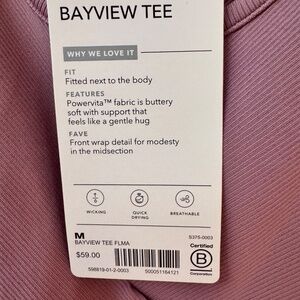 BAYVIEW TEE
WHY WE LOVE IT
FIT
Fitted next to the body
FEATURES
Powervita™ fabric is buttery
soft with support that
feels like a gentle hug
FAVE
Front wrap detail for modesty
in the midsection
WICKING
QUICK
DRYING
BREATHABLE
M
S375-0003
BAYVIEW TEE FLMA
$59.00
598819-01-2-0003
500051164121
Certified
B
Corporation